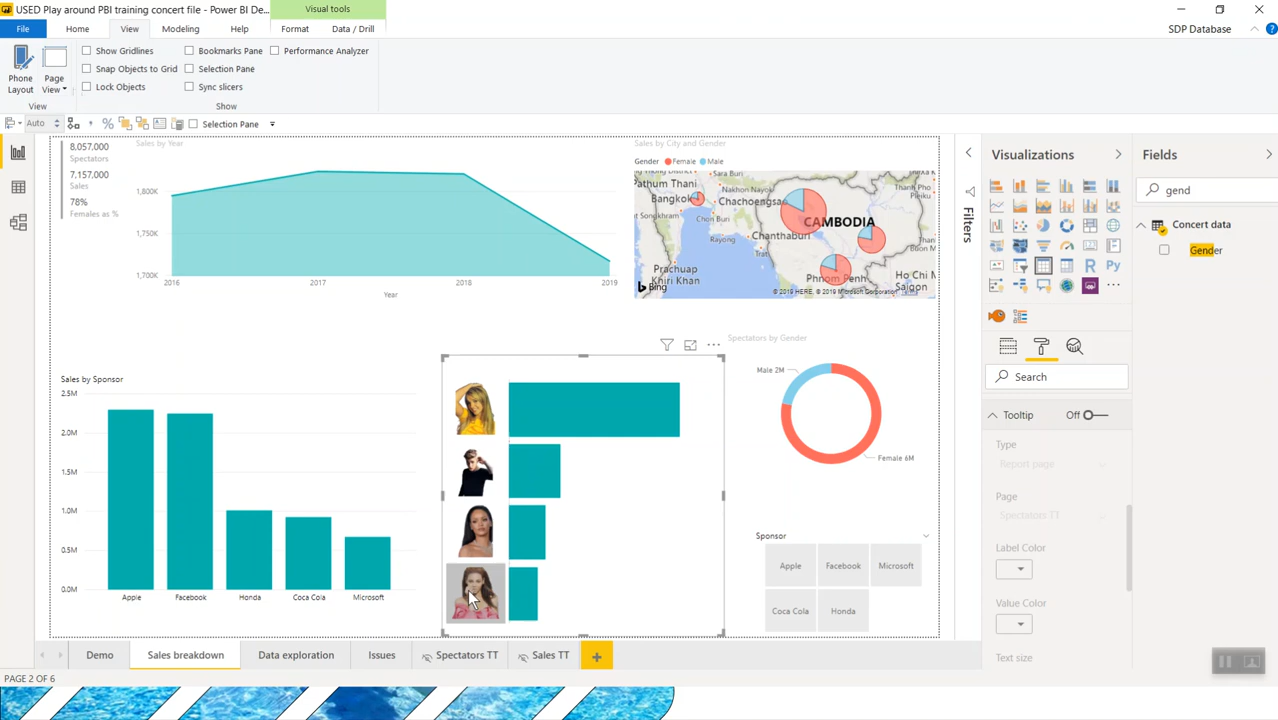 USED Play around PBI training concert file - Power BI De...
Visual tools
File
Home
View
Modeling
Help
Format
Data / Drill
SDP Database
Phone Layout
Page View
Show Gridlines
Snap Objects to Grid
Lock Objects
Bookmarks Pane
Selection Pane
Sync slicers
Performance Analyzer
View
Show
Auto
Selection Pane
8,057,000
Spectators
7,157,000
Sales
78%
Females as %
Sales by Year
1,800K
1,750K
1,700K
2016
2017
2018
2019
Year
Sales by City and Gender
Gender
Female
Male
Pathum Thani
Sara Buri
Nakhon Nayok
Bangkok
Chachoengsao
Songkhram
Chon Buri
CAMBODIA
Chanthaburi
Rayong
Trat
Prachuap
Khiri Khan
Phnom Penh
Kampong Chhnang
Ho Chi
Saigon
Bing
© 2019 HERE, © 2019 Microsoft Corporation Terms
Sales by Sponsor
2.5M
2.0M
1.5M
1.0M
0.5M
0.0M
Apple
Facebook
Honda
Coca Cola
Microsoft
Spectators by Gender
Male 2M
Female 6M
Sponsor
Apple
Facebook
Microsoft
Coca Cola
Honda
Filters
Visualizations
R
Py
Search
Tooltip
Off
Type
Report page
Page
Spectators TT
Label Color
Value Color
Text size
Fields
gend
Concert data
Gender
Demo
Sales breakdown
Data exploration
Issues
Spectators TT
Sales TT
PAGE 2 OF 6